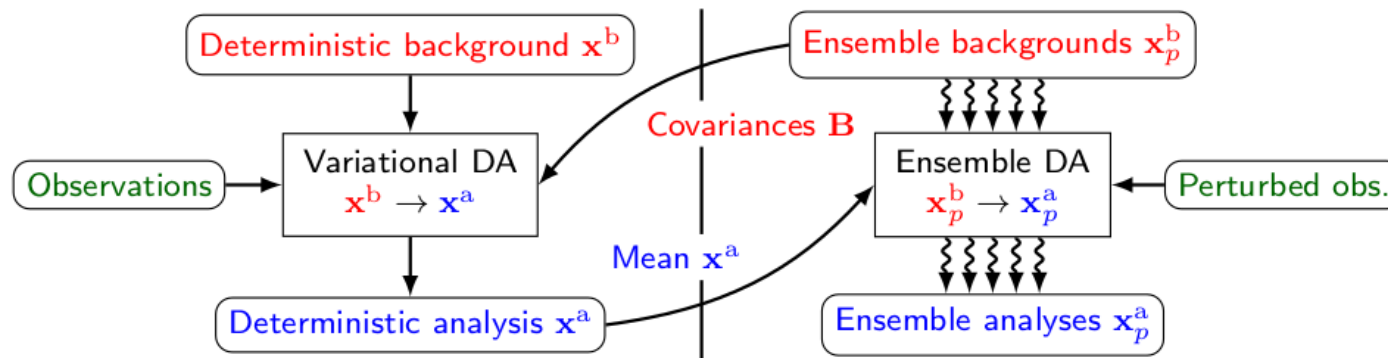 Deterministic background x^b
Ensemble backgrounds x_p^b
Covariances B
Variational DA
x^b → x^a
Ensemble DA
x_p^b → x_p^a
Observations
Perturbed obs.
Mean x^a
Deterministic analysis x^a
Ensemble analyses x_p^a